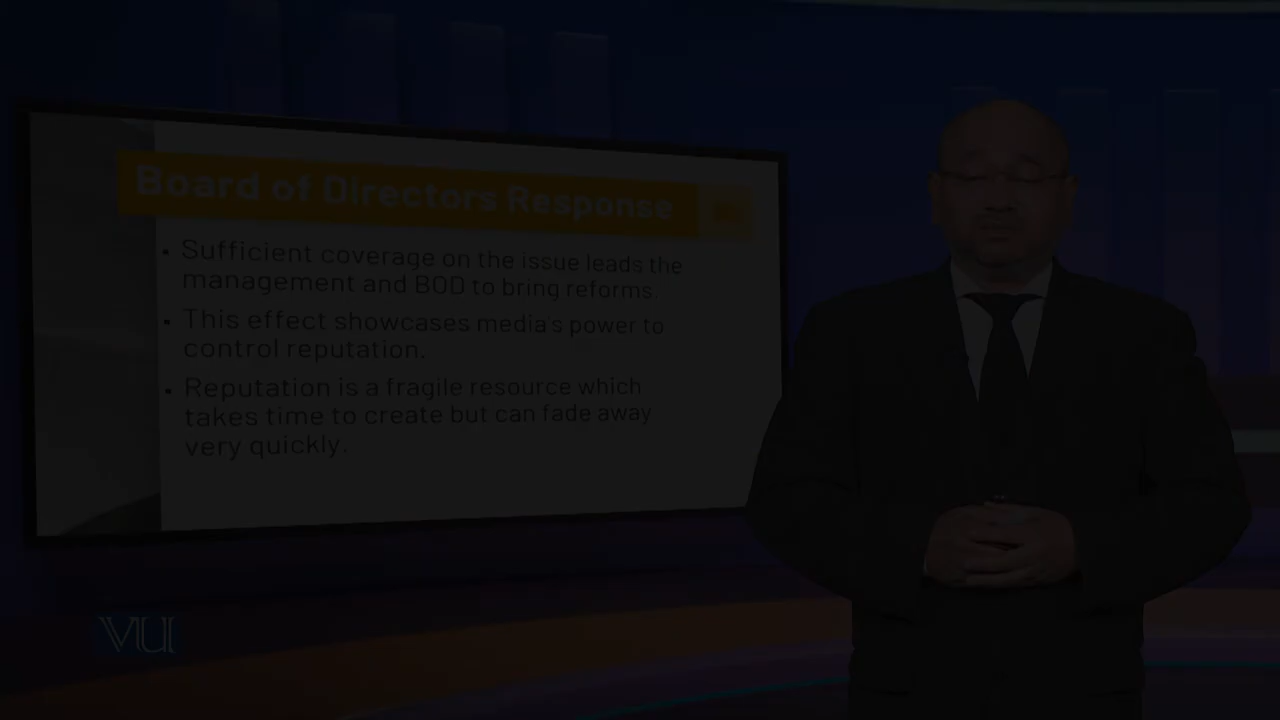 Board of Directors Response
• Sufficient coverage on the issue leads the
management and BOD to bring reforms.
• This effect showcases media's power to
control reputation.
• Reputation is a fragile resource which
takes time to create but can fade away
very quickly.
VU